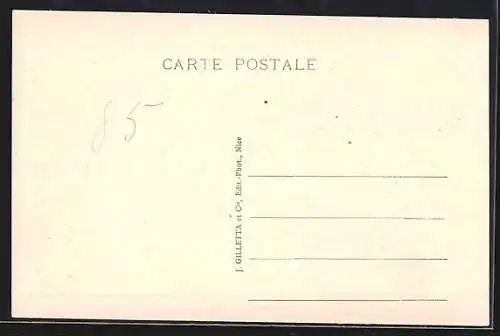 CARTE POSTALE
85
J. GILLETTA et Cie, Edit.-Phot., Nice